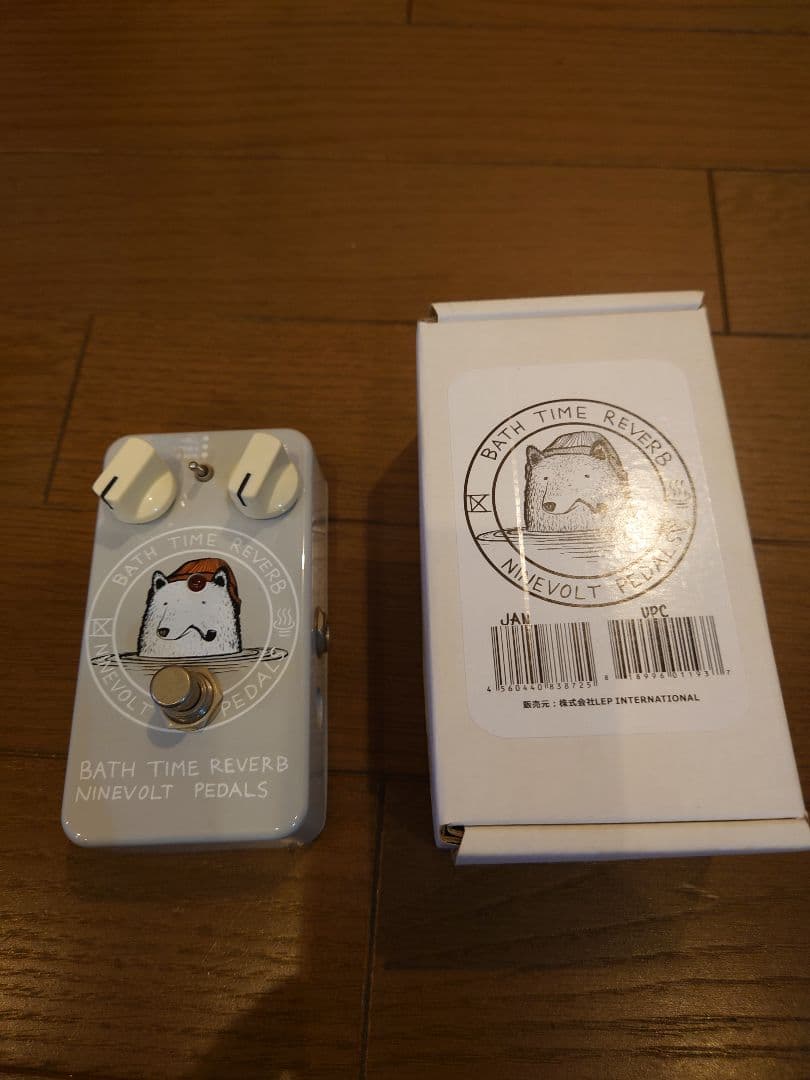 BATH TIME REVERB
NINEVOLT PEDALS
BATH TIME REVERB
NINEVOLT PEDALS
BATH TIME REVERB
NINEVOLT PEDALS
JAN
UPC
4 560440 838725
8 18996 01193 7
販売元：株式会社LEP INTERNATIONAL